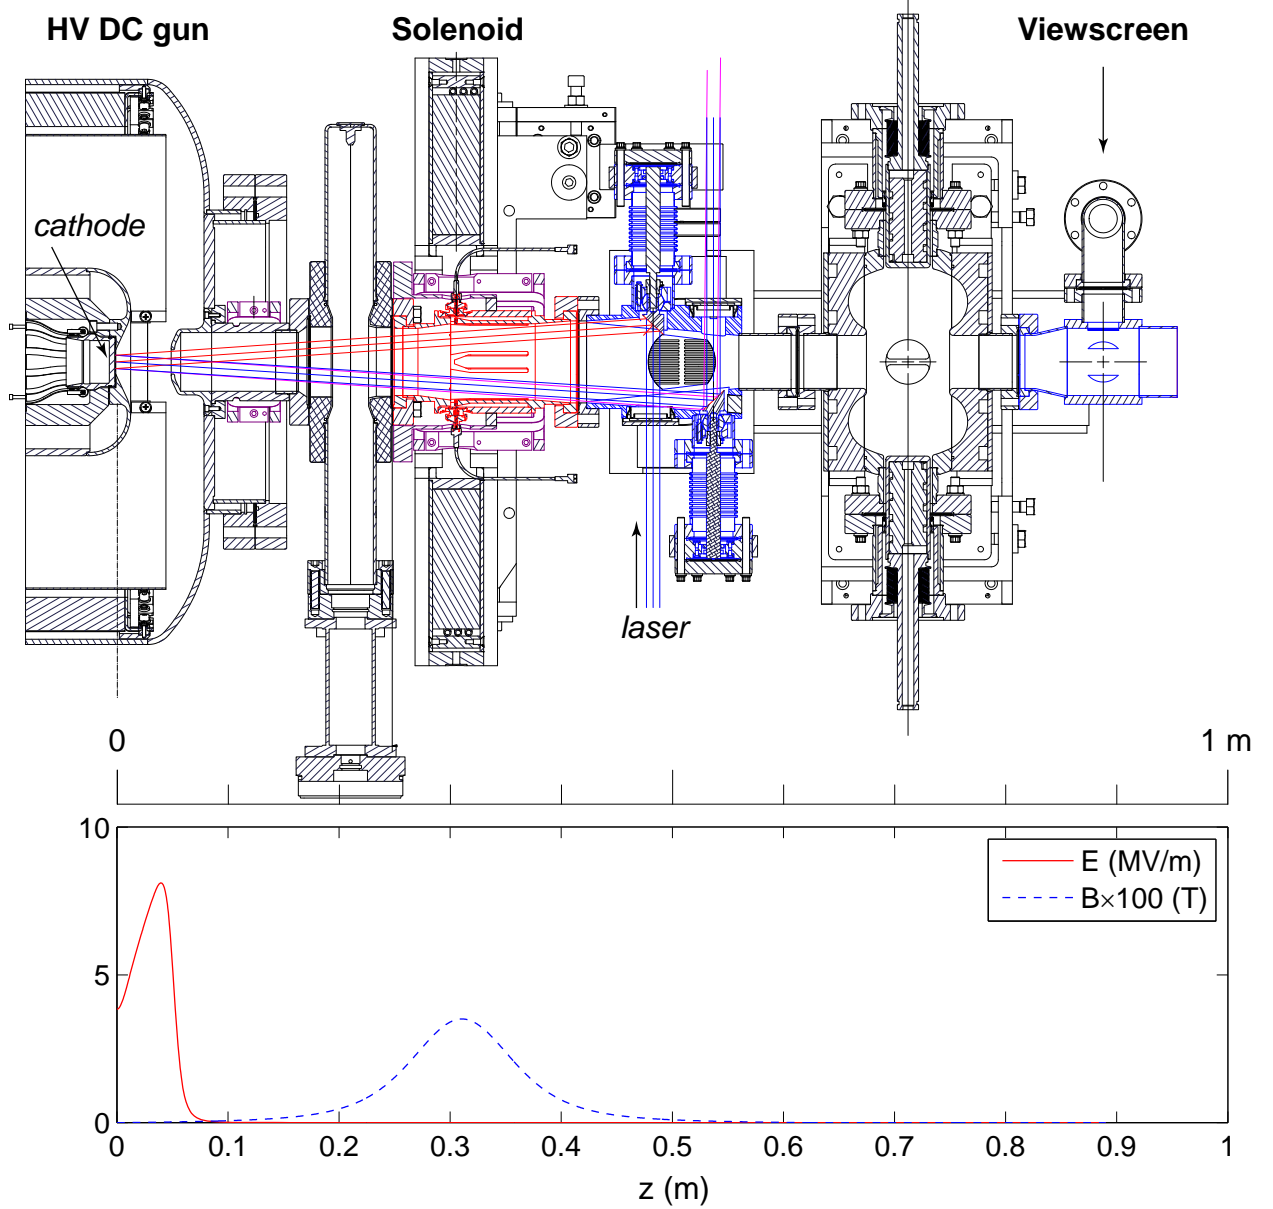 HV DC gun Solenoid Viewscreen
cathode
laser
0 1 m
10
5
0
E (MV/m)
B×100 (T)
0 0.1 0.2 0.3 0.4 0.5 0.6 0.7 0.8 0.9 1
z (m)